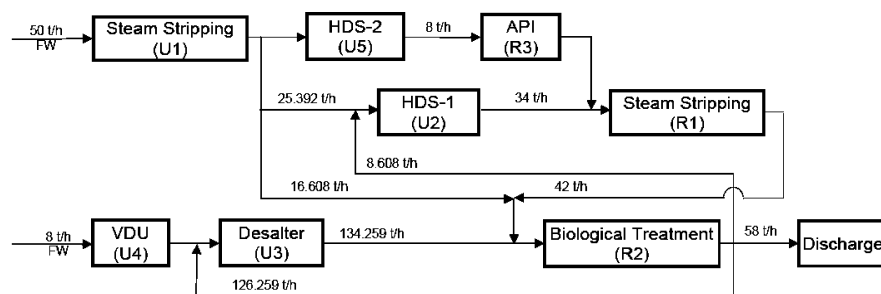 50 t/h
FW
Steam Stripping
(U1)
HDS-2
(U5)
8 t/h
API
(R3)
25.392 t/h
HDS-1
(U2)
34 t/h
Steam Stripping
(R1)
8.608 t/h
16.608 t/h
42 t/h
8 t/h
FW
VDU
(U4)
Desalter
(U3)
134.259 t/h
Biological Treatment
(R2)
58 t/h
Discharge
126.259 t/h